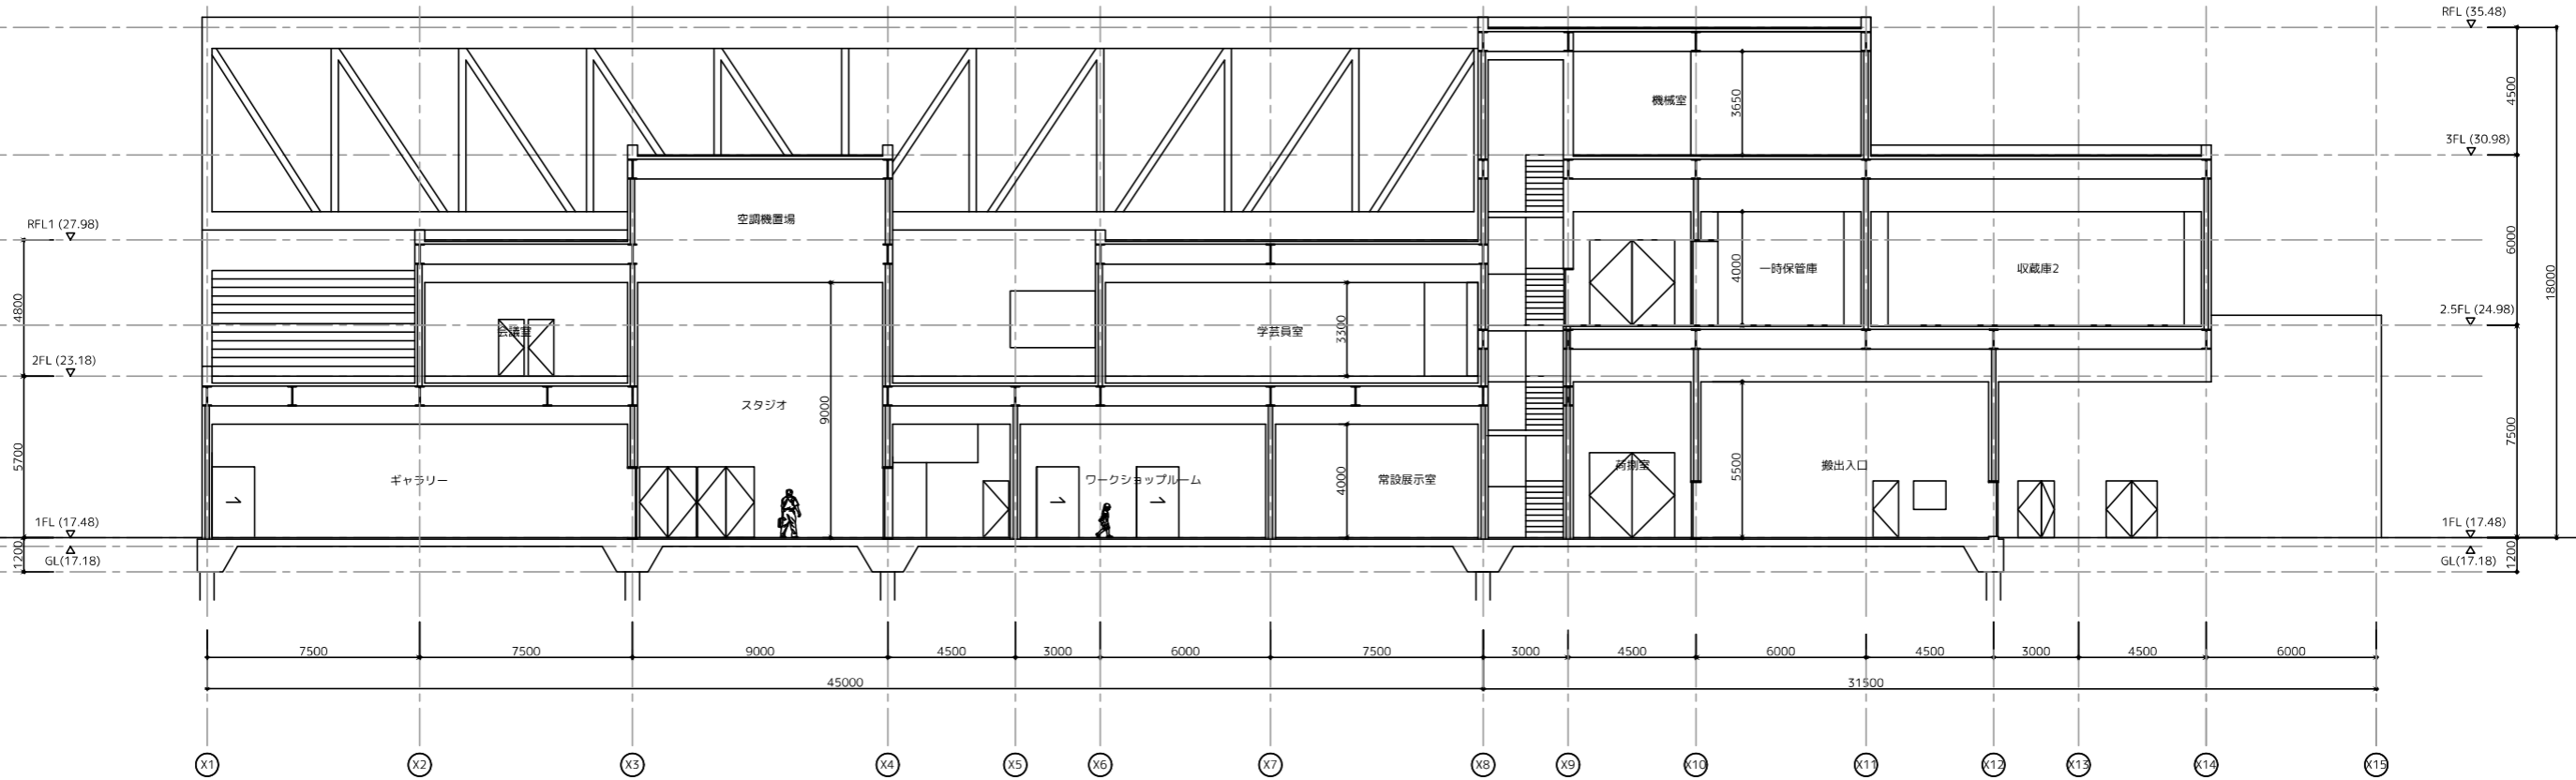 RFL (35.48)
4500
機械室
3650
3FL (30.98)
空調機置場
RFL1 (27.98)
6000
18000
4000
一時保管庫
収蔵庫2
4800
2.5FL (24.98)
会議室
学芸員室
3300
2FL (23.18)
スタジオ
9000
7500
5700
ギャラリー
ワークショップルーム
4000
常設展示室
荷捌室
5500
搬出入口
1FL (17.48)
1FL (17.48)
1200
GL(17.18)
GL(17.18)
1200
7500 7500 9000 4500 3000 6000 7500 3000 4500 6000 4500 3000 4500 6000
45000 31500
X1 X2 X3 X4 X5 X6 X7 X8 X9 X10 X11 X12 X13 X14 X15